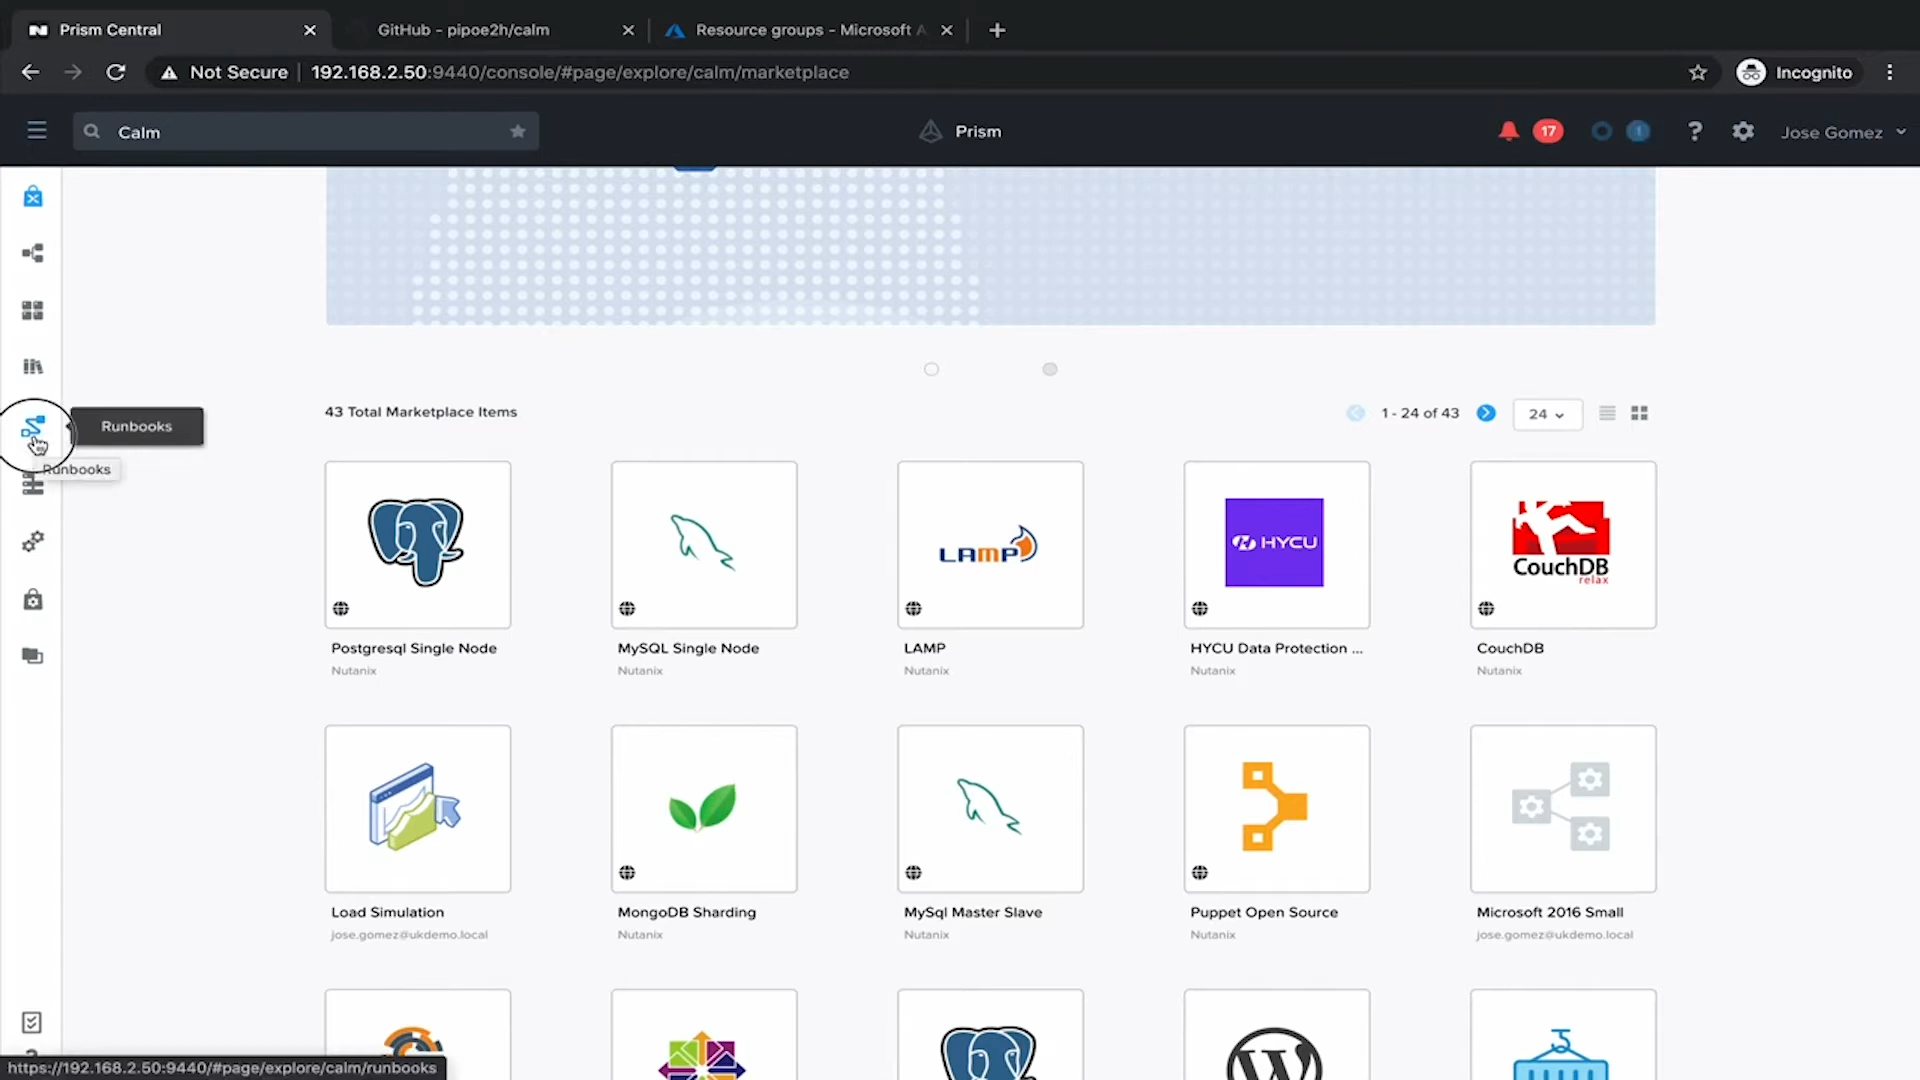 Prism Central
GitHub - pipoe2h/calm
Resource groups - Microsoft A
Not Secure
192.168.2.50:9440/console/#page/explore/calm/marketplace
Incognito
Calm
Prism
17
?
Jose Gomez
43 Total Marketplace Items
1 - 24 of 43
24
Runbooks
Runbooks
LAMP
HYCU
CouchDB
relax
Postgresql Single Node
MySQL Single Node
LAMP
HYCU Data Protection ...
CouchDB
Nutanix
Nutanix
Nutanix
Nutanix
Nutanix
Load Simulation
MongoDB Sharding
MySql Master Slave
Puppet Open Source
Microsoft 2016 Small
jose.gomez@ukdemo.local
Nutanix
Nutanix
Nutanix
jose.gomez@ukdemo.local
https://192.168.2.50:9440/#page/explore/calm/runbooks